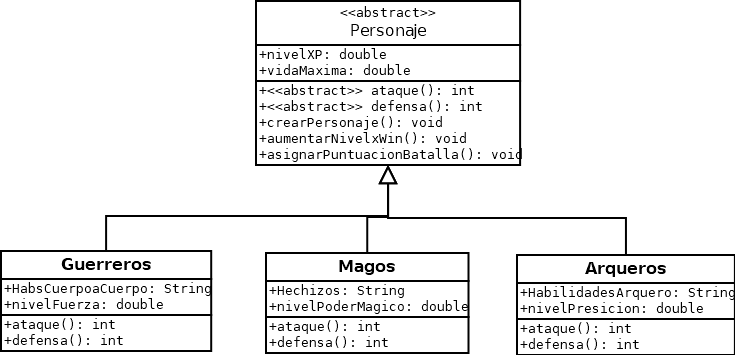 <<abstract>>
Personaje
+nivelXP: double
+vidaMaxima: double
+<<abstract>> ataque(): int
+<<abstract>> defensa(): int
+crearPersonaje(): void
+aumentarNivelxWin(): void
+asignarPuntuacionBatalla(): void
Guerreros
+HabsCuerpoaCuerpo: String
+nivelFuerza: double
+ataque(): int
+defensa(): int
Magos
+Hechizos: String
+nivelPoderMagico: double
+ataque(): int
+defensa(): int
Arqueros
+HabilidadesArquero: String
+nivelPresicion: double
+ataque(): int
+defensa(): int